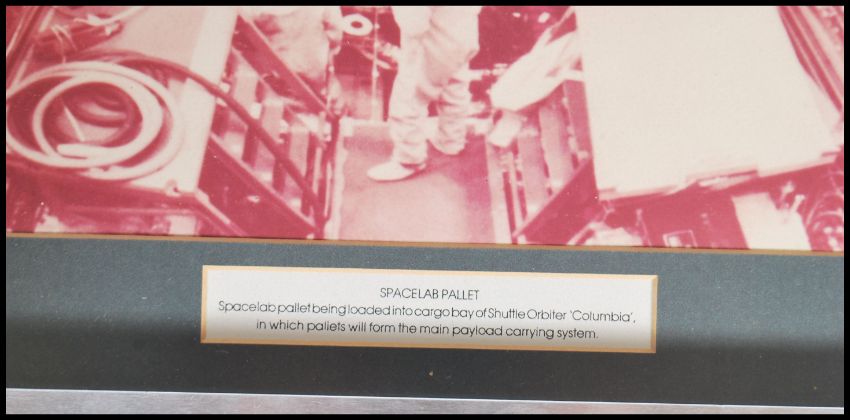 SPACELAB PALLET
Spacelab pallet being loaded into cargo bay of Shuttle Orbiter 'Columbia',
in which pallets will form the main payload carrying system.